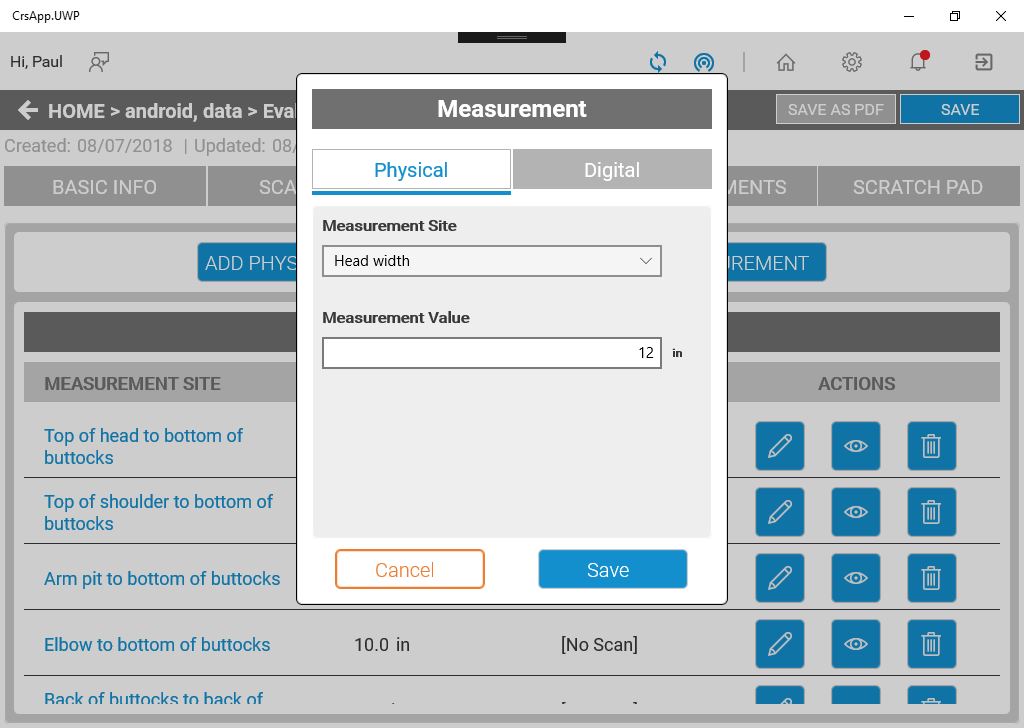 CrsApp.UWP
Hi, Paul
HOME > android, data > Eval
SAVE AS PDF
SAVE
Created: 08/07/2018 | Updated: 08/
BASIC INFO
SCA
MENTS
SCRATCH PAD
ADD PHYS
UREMENT
Measurement
Physical
Digital
Measurement Site
Head width
Measurement Value
12 in
Cancel
Save
MEASUREMENT SITE
ACTIONS
Top of head to bottom of
buttocks
Top of shoulder to bottom of
buttocks
Arm pit to bottom of buttocks
Elbow to bottom of buttocks 10.0 in [No Scan]
Back of buttocks to back of